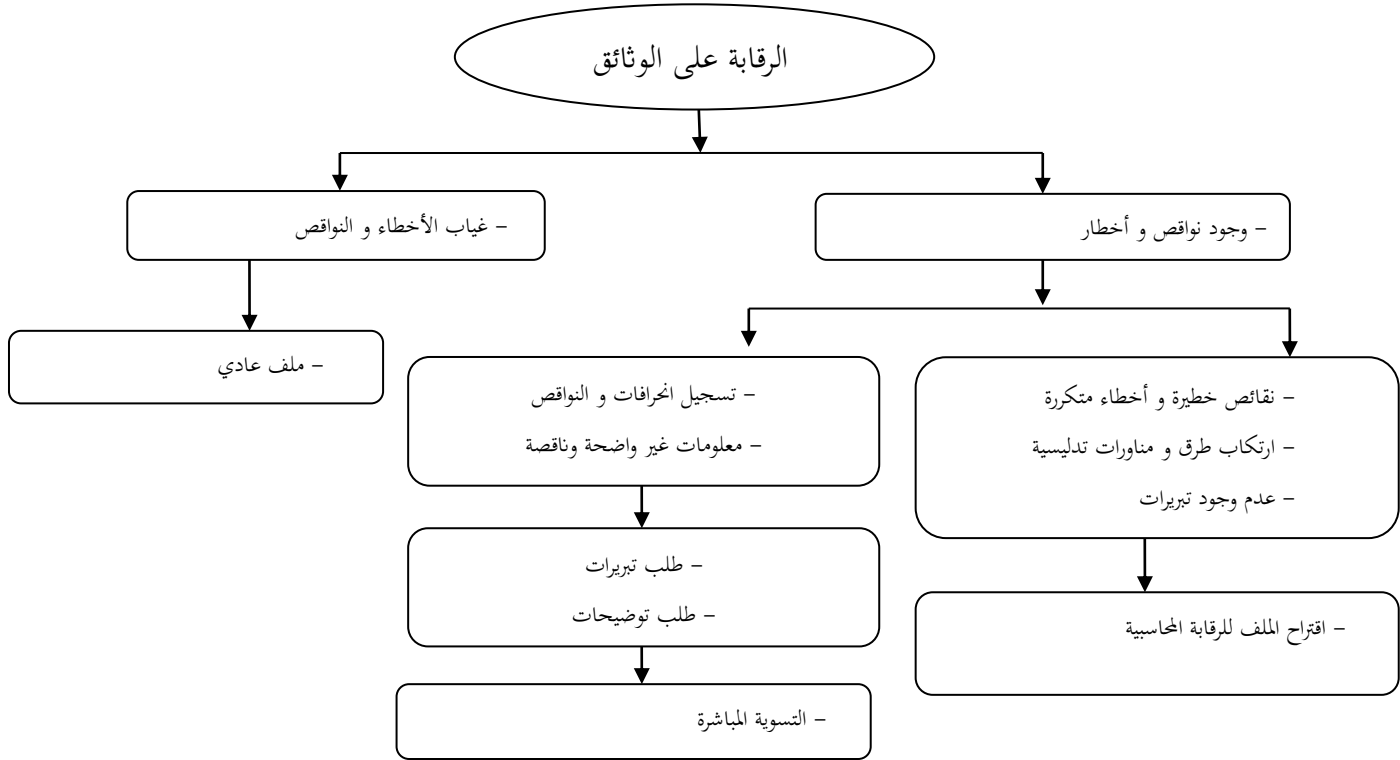 الرقابة على الوثائق
– وجود نواقص و أخطار
– غياب الأخطاء و النواقص
– ملف عادي
– نقائص خطيرة و أخطاء متكررة
– ارتكاب طرق و مناورات تدليسية
– عدم وجود تبريرات
– تسجيل انحرافات و النواقص
– معلومات غير واضحة وناقصة
– طلب تبريرات
– طلب توضيحات
– اقتراح الملف للرقابة المحاسبية
– التسوية المباشرة